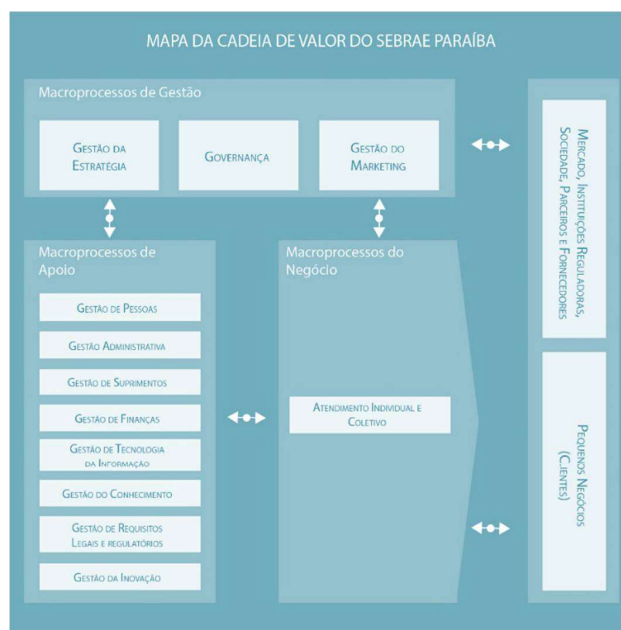 MAPA DA CADEIA DE VALOR DO SEBRAE PARAÍBA
Macroprocessos de Gestão
GESTÃO DA
ESTRATÉGIA
GOVERNANÇA
GESTÃO DO
MARKETING
MERCADO, INSTITUIÇÕES REGULADORAS,
SOCIEDADE, PARCEIROS E FORNECEDORES
Macroprocessos de
Apoio
GESTÃO DE PESSOAS
GESTÃO ADMINISTRATIVA
GESTÃO DE SUPRIMENTOS
GESTÃO DE FINANÇAS
GESTÃO DE TECNOLOGIA
DA INFORMAÇÃO
GESTÃO DO CONHECIMENTO
GESTÃO DE REQUISITOS
LEGAIS E REGULATÓRIOS
GESTÃO DA INOVAÇÃO
Macroprocessos do
Negócio
ATENDIMENTO INDIVIDUAL E
COLETIVO
PEQUENOS NEGÓCIOS
(CLIENTES)